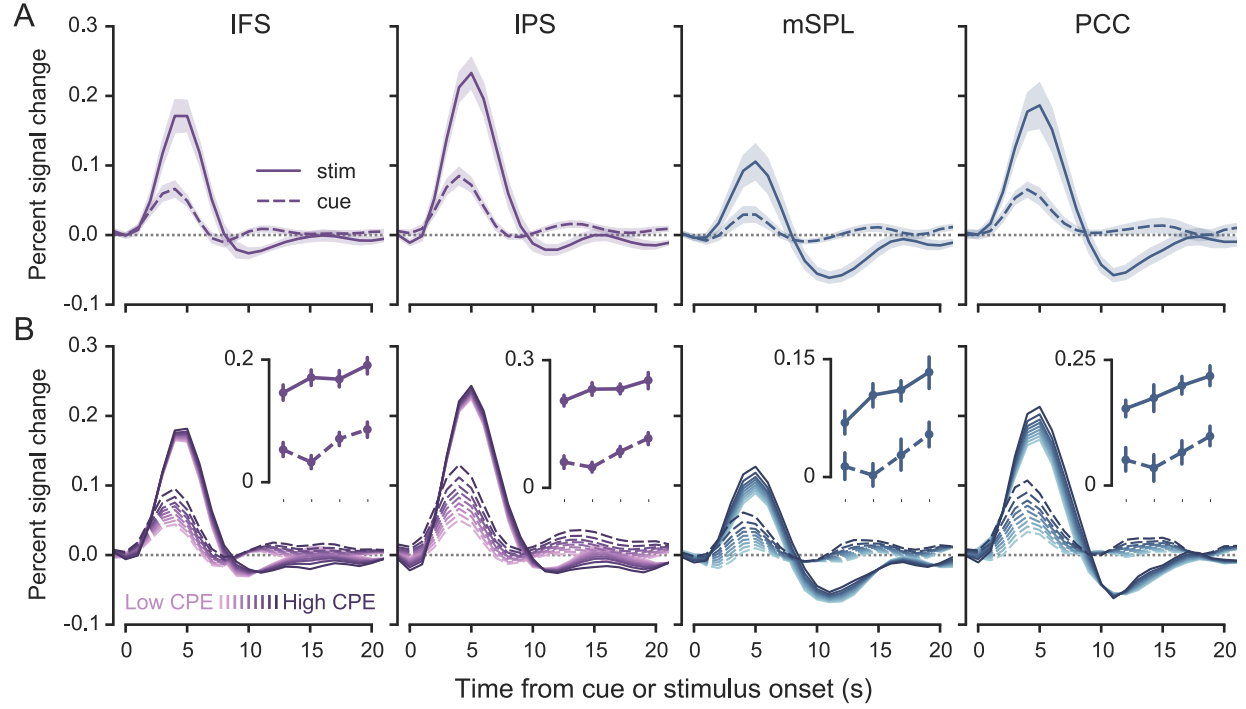 A
IFS IPS mSPL PCC
Percent signal change
0.3
0.2
0.1
0.0
-0.1
stim
cue
B
Percent signal change
0.3
0.2
0.1
0.0
-0.1
0.2
0
0.3
0
0.15
0
0.25
0
Low CPE High CPE
0 5 10 15 20 0 5 10 15 20 0 5 10 15 20 0 5 10 15 20
Time from cue or stimulus onset (s)